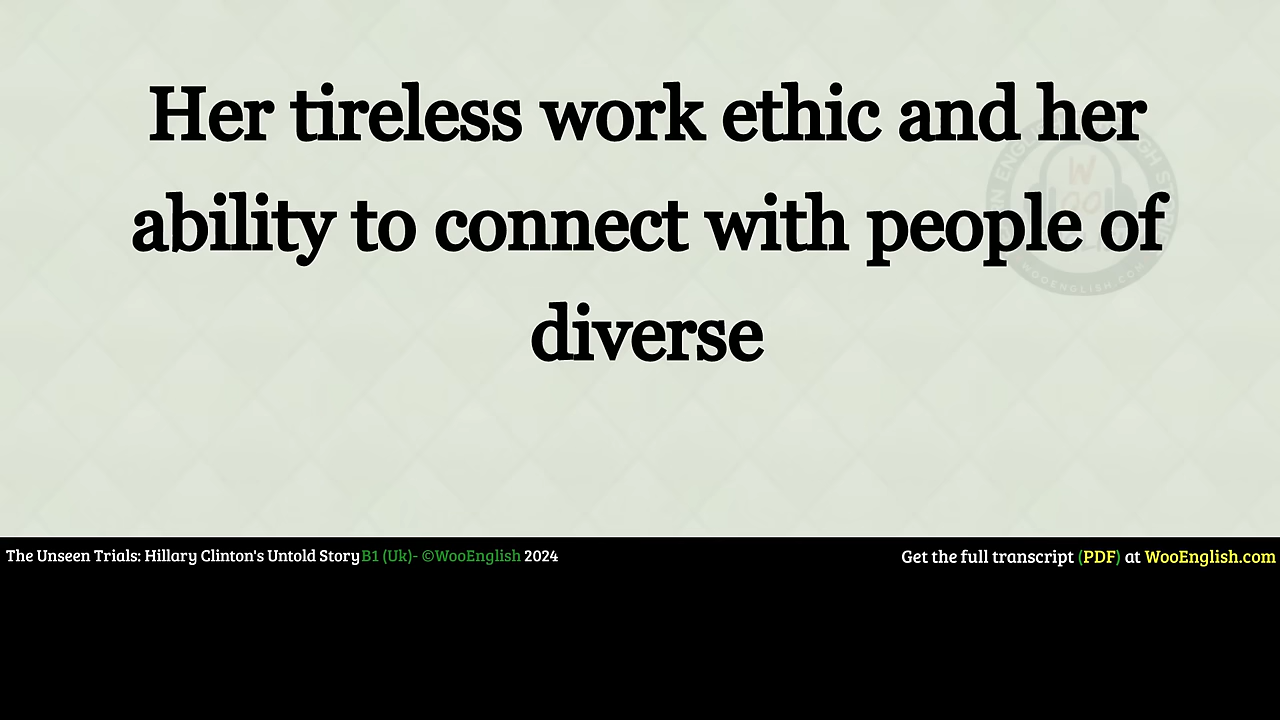 Her tireless work ethic and her
ability to connect with people of
diverse
The Unseen Trials: Hillary Clinton's Untold Story B1 (Uk)- ©WooEnglish 2024
Get the full transcript (PDF) at WooEnglish.com